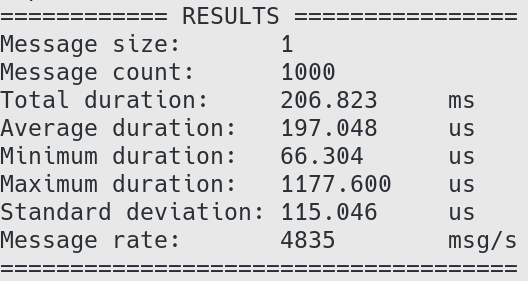 ============ RESULTS ================
Message size: 1
Message count: 1000
Total duration: 206.823 ms
Average duration: 197.048 us
Minimum duration: 66.304 us
Maximum duration: 1177.600 us
Standard deviation: 115.046 us
Message rate: 4835 msg/s
=====================================